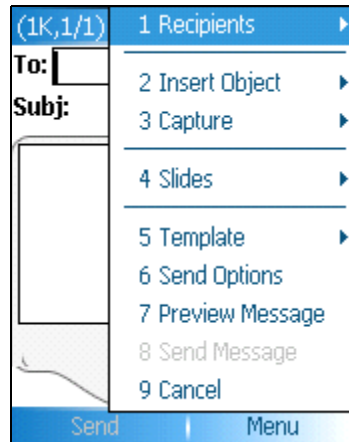 (1K,1/1)
To:
Subj:
1 Recipients
2 Insert Object
3 Capture
4 Slides
5 Template
6 Send Options
7 Preview Message
8 Send Message
9 Cancel
Send
Menu